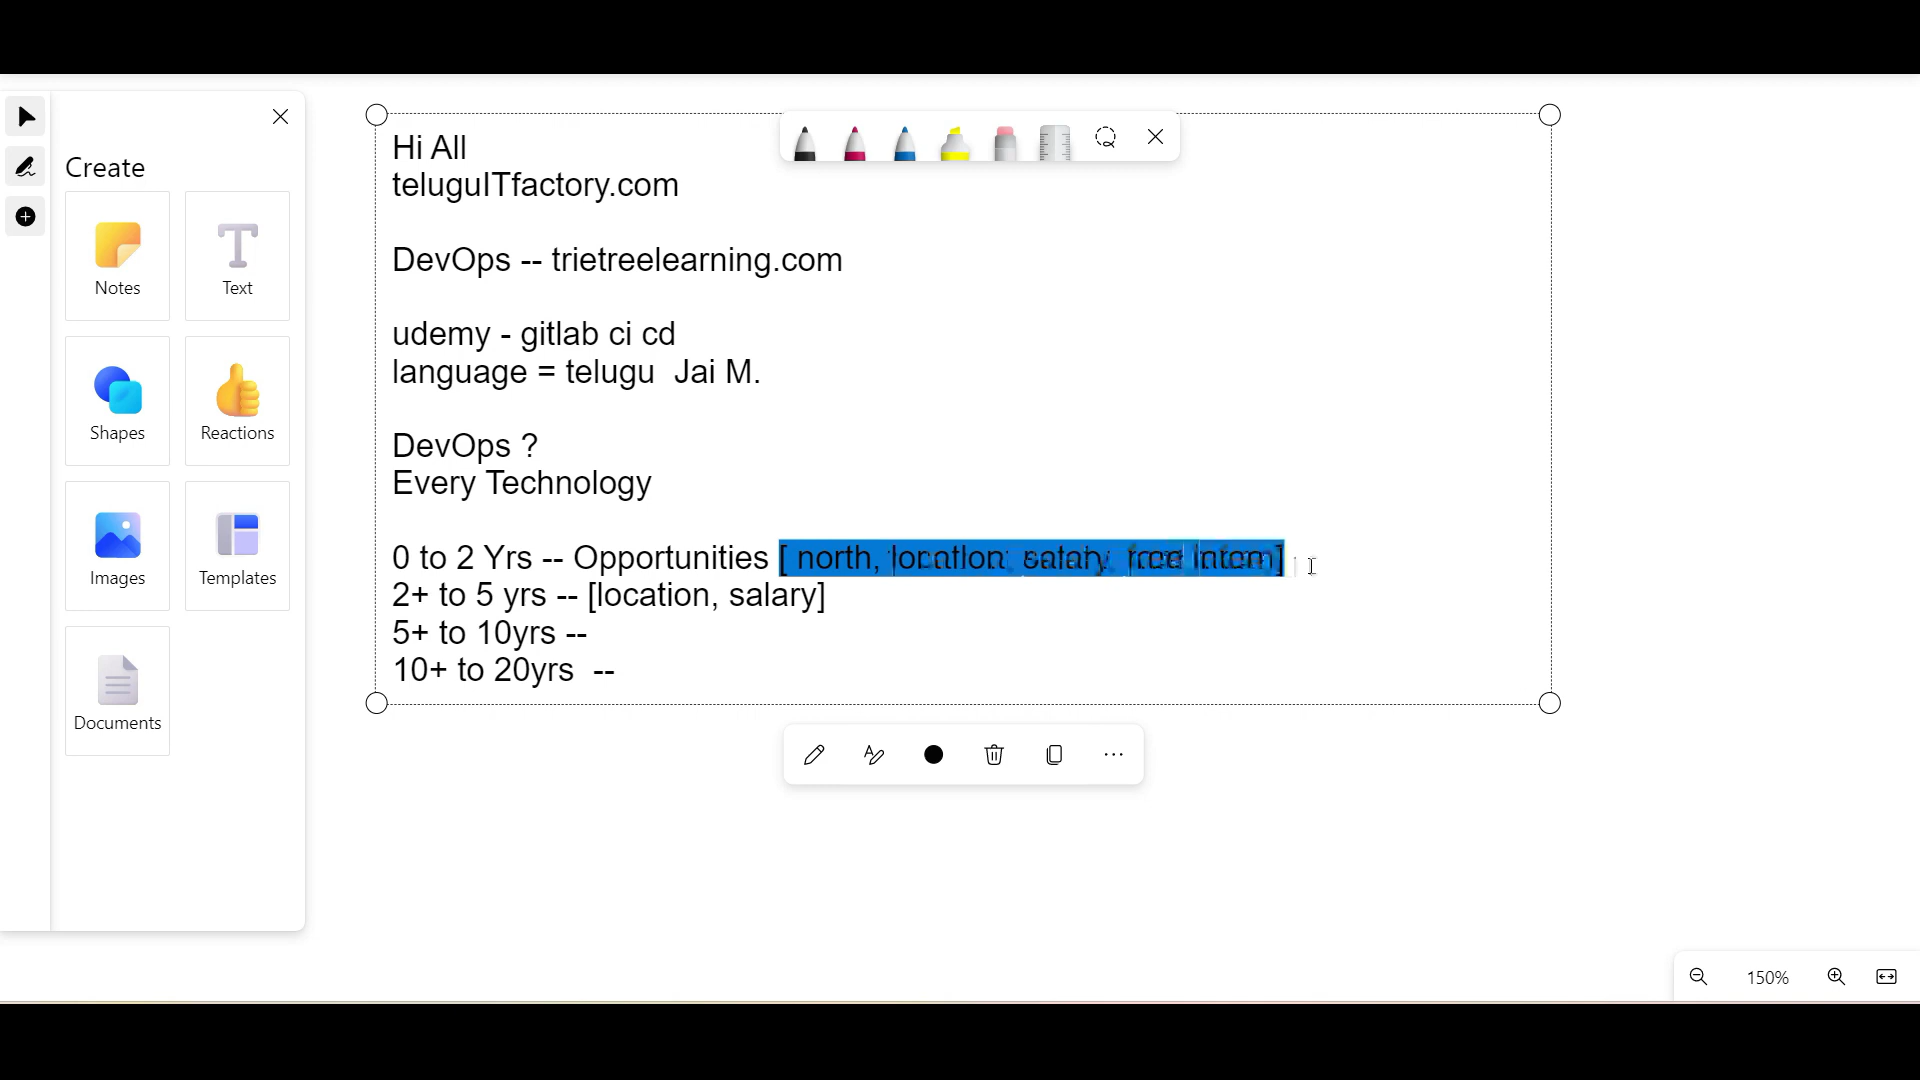 Create
Notes
Text
Shapes
Reactions
Images
Templates
Documents
Hi All
teluguITfactory.com
DevOps -- trietreelearning.com
udemy - gitlab ci cd
language = telugu  Jai M.
DevOps ?
Every Technology
0 to 2 Yrs -- Opportunities [ north, location salary ]
2+ to 5 yrs -- [location, salary]
5+ to 10yrs --
10+ to 20yrs  --
150%